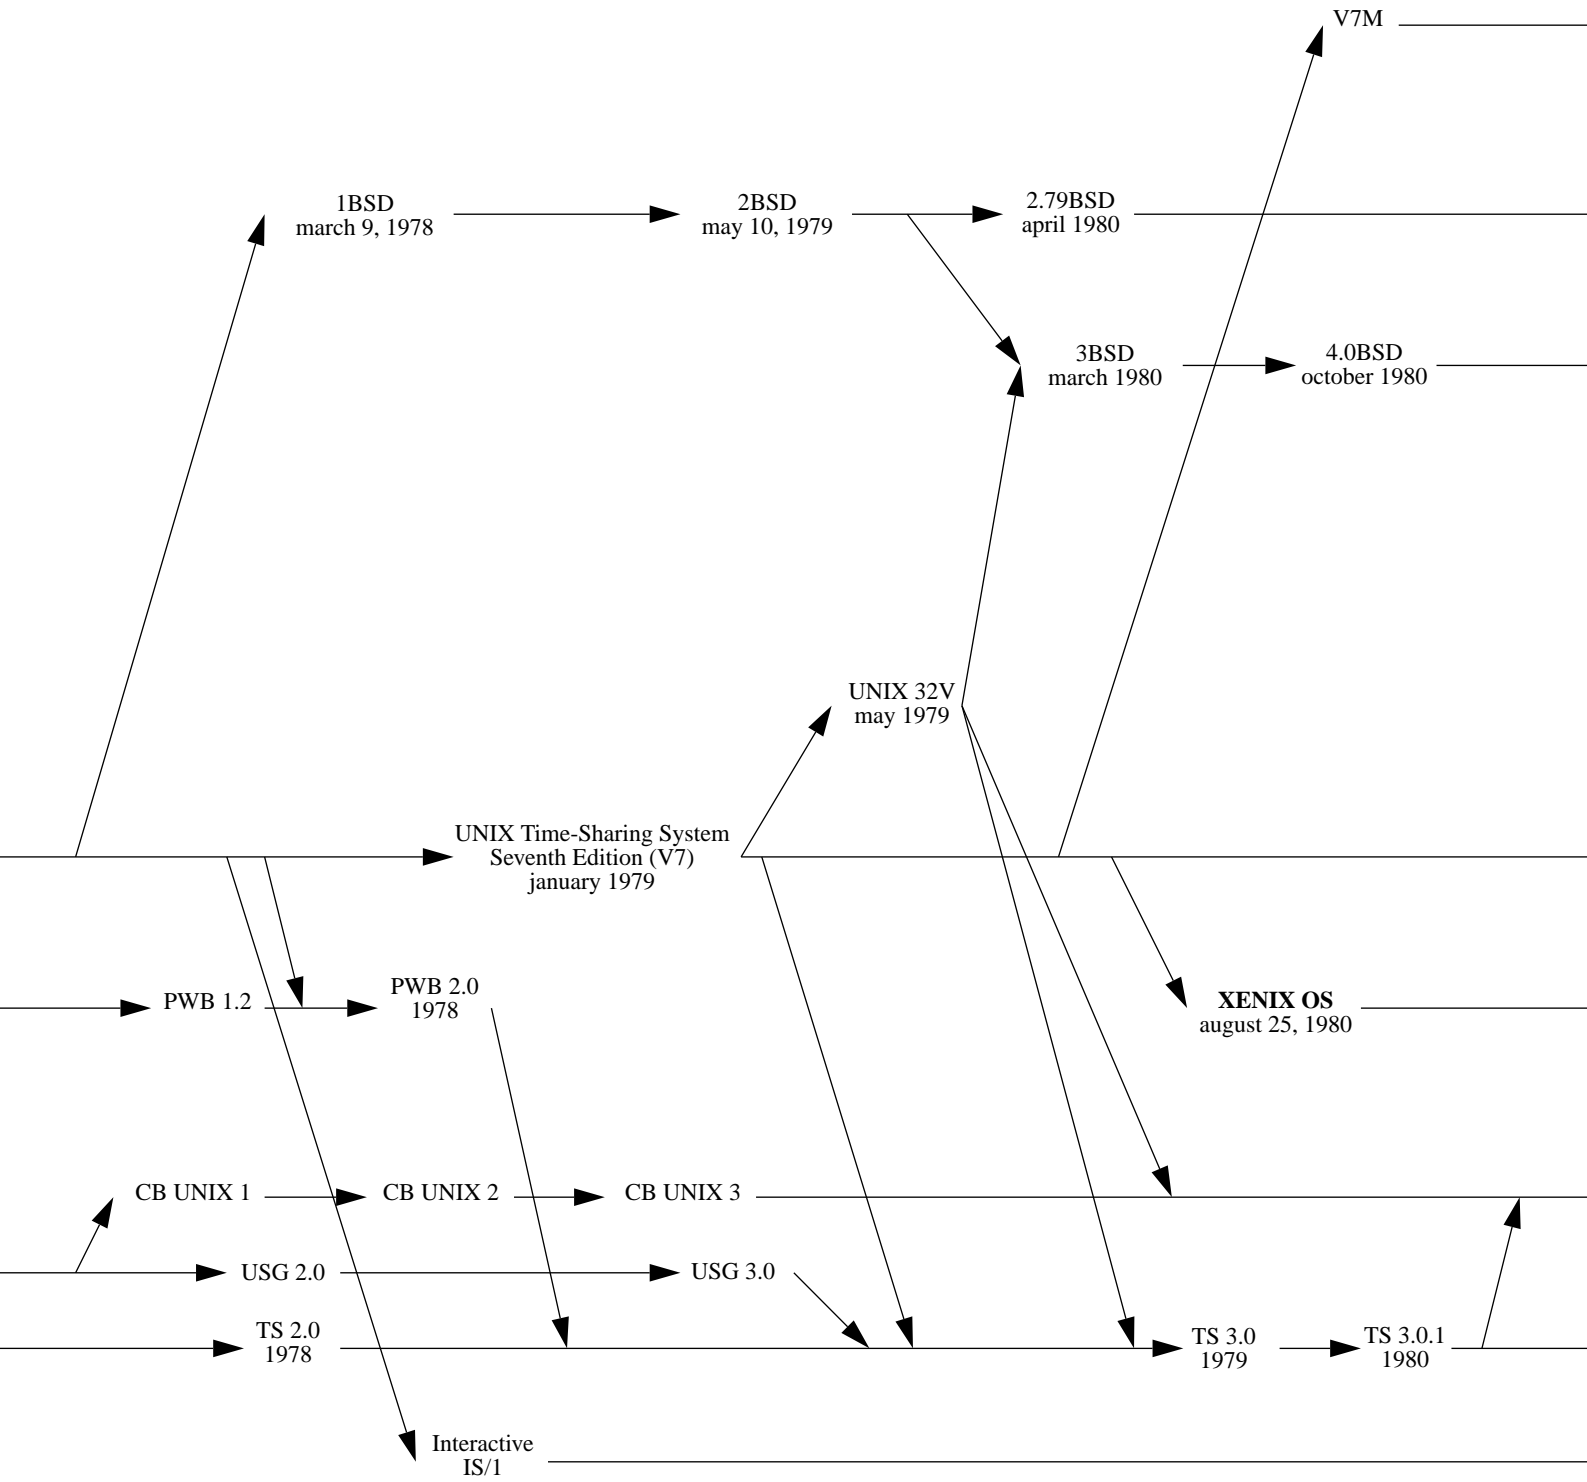 V7M
1BSD
march 9, 1978
2BSD
may 10, 1979
2.79BSD
april 1980
3BSD
march 1980
4.0BSD
october 1980
UNIX 32V
may 1979
UNIX Time-Sharing System
Seventh Edition (V7)
january 1979
PWB 1.2
PWB 2.0
1978
XENIX OS
august 25, 1980
CB UNIX 1
CB UNIX 2
CB UNIX 3
USG 2.0
USG 3.0
TS 2.0
1978
TS 3.0
1979
TS 3.0.1
1980
Interactive
IS/1